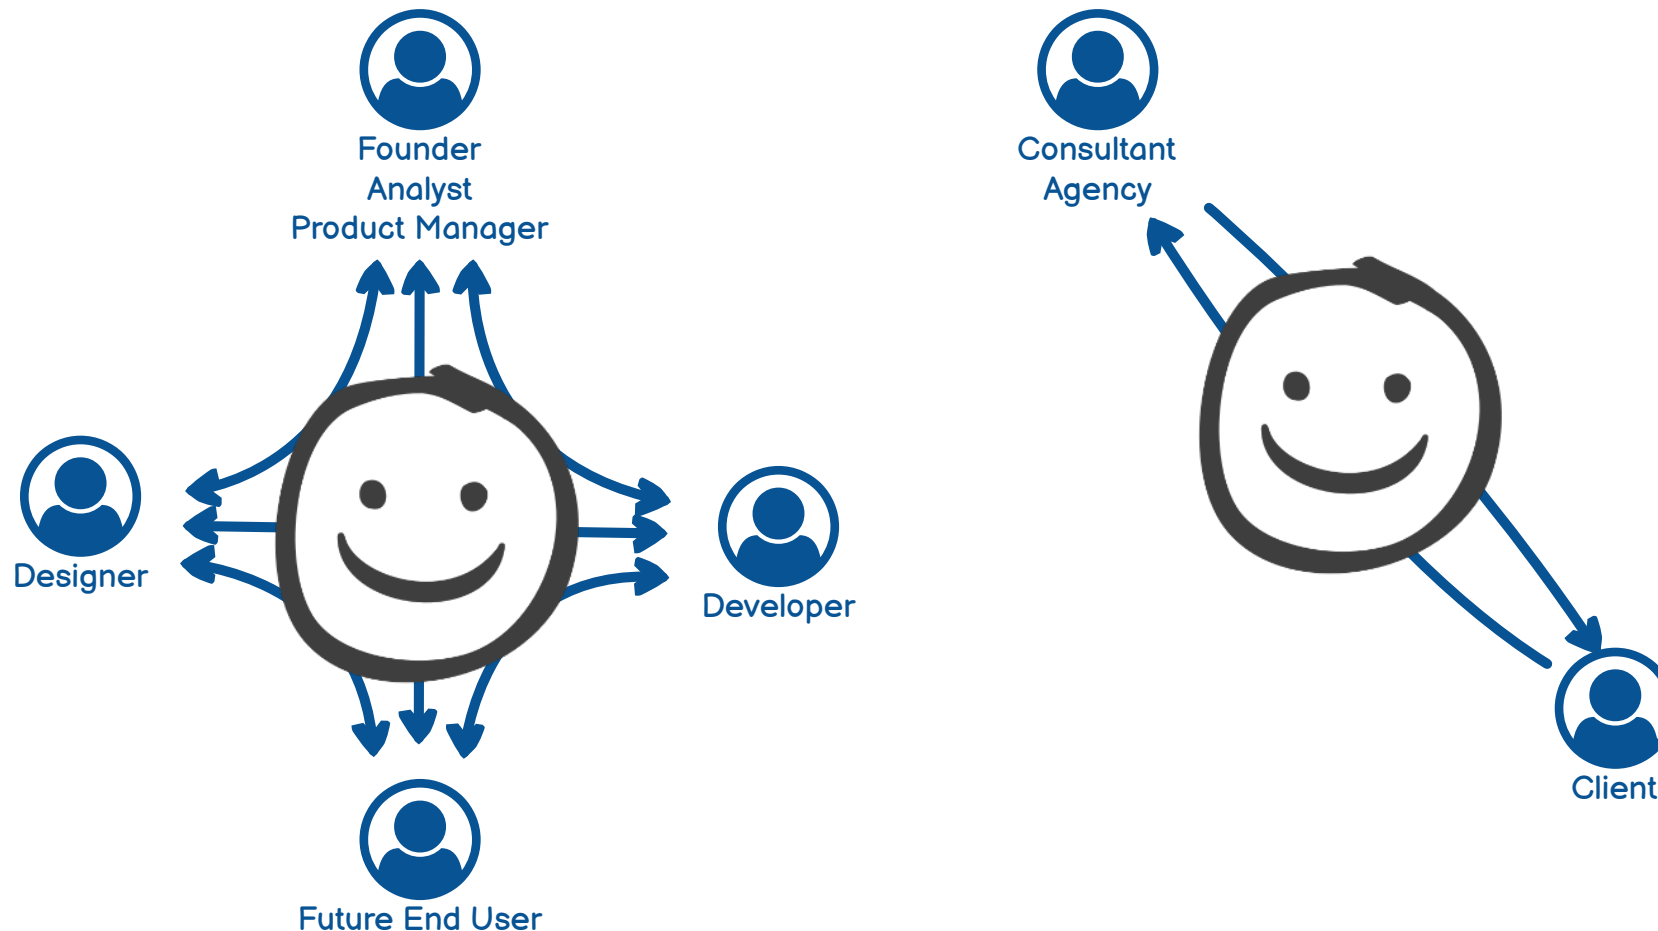 Founder
Analyst
Product Manager
Designer
Developer
Future End User
Consultant
Agency
Client